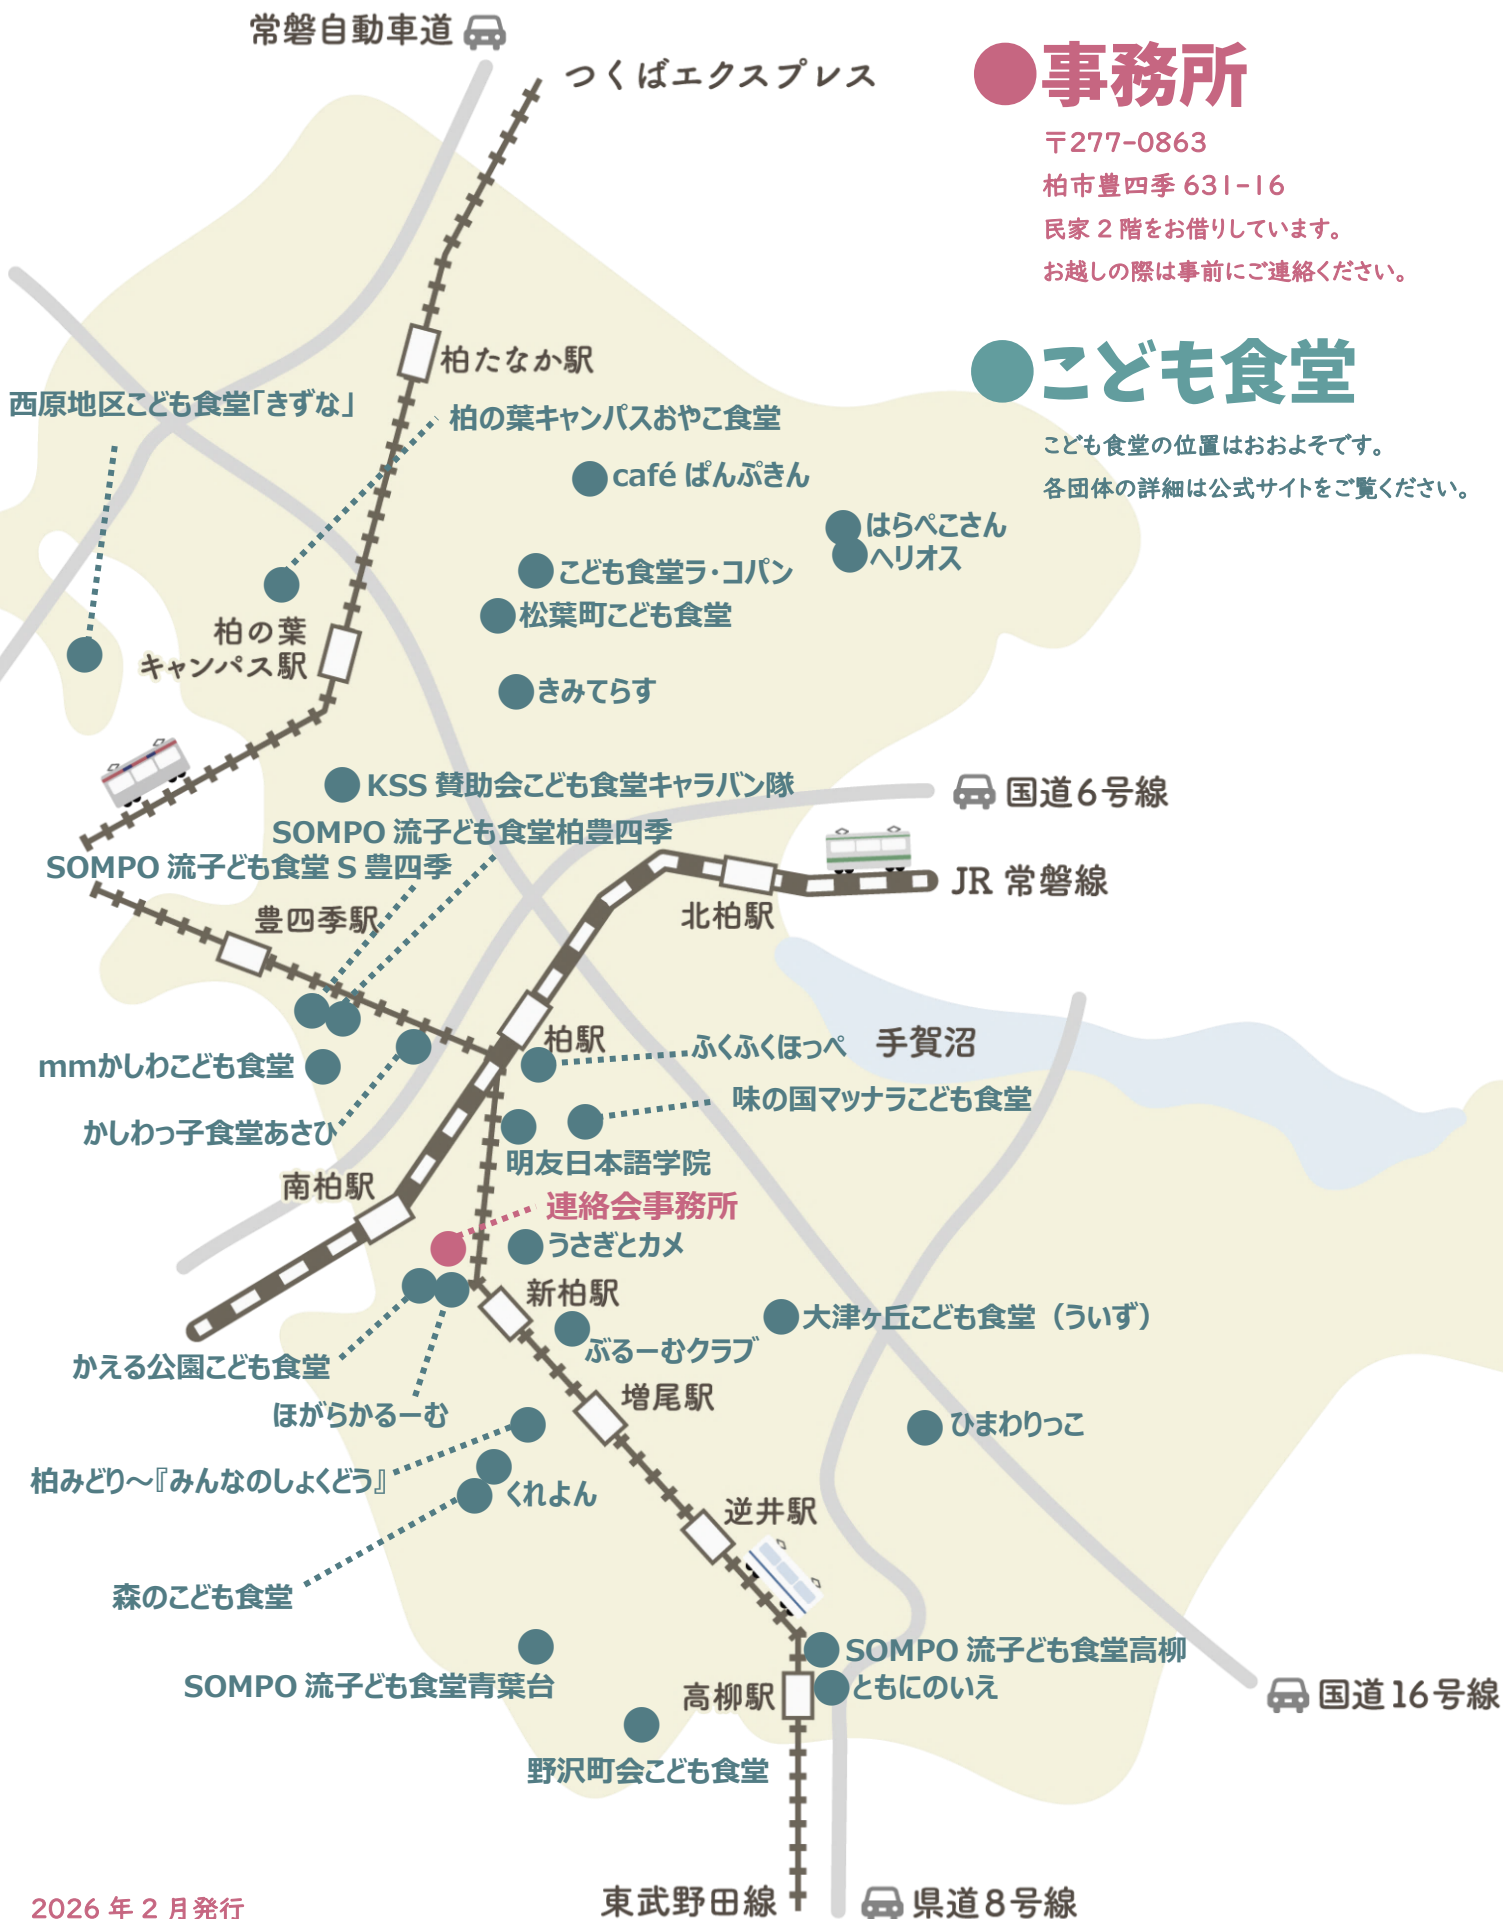 常磐自動車道
つくばエクスプレス
●事務所
〒277-0863
柏市豊四季 631-16
民家 2 階をお借りしています。
お越しの際は事前にご連絡ください。
●こども食堂
こども食堂の位置はおおよそです。
各団体の詳細は公式サイトをご覧ください。
柏たなか駅
西原地区こども食堂「きずな」
柏の葉キャンパスおやこ食堂
café ぱんぷきん
はらぺこさん
ヘリオス
こども食堂ラ・コパン
松葉町こども食堂
柏の葉
キャンパス駅
きみてらす
KSS 賛助会こども食堂キャラバン隊
国道6号線
SOMPO 流子ども食堂柏豊四季
SOMPO 流子ども食堂 S 豊四季
JR 常磐線
豊四季駅
北柏駅
柏駅
ふくふくほっぺ
手賀沼
mmかしわこども食堂
味の国マッナラこども食堂
かしわっ子食堂あさひ
明友日本語学院
南柏駅
連絡会事務所
うさぎとカメ
新柏駅
大津ヶ丘こども食堂（ういず）
ぶるーむクラブ
かえる公園こども食堂
増尾駅
ほがらかるーむ
ひまわりっこ
柏みどり～『みんなのしょくどう』
くれよん
逆井駅
森のこども食堂
SOMPO 流子ども食堂高柳
SOMPO 流子ども食堂青葉台
高柳駅
ともにのいえ
国道16号線
野沢町会こども食堂
東武野田線
県道8号線
2026 年 2 月発行